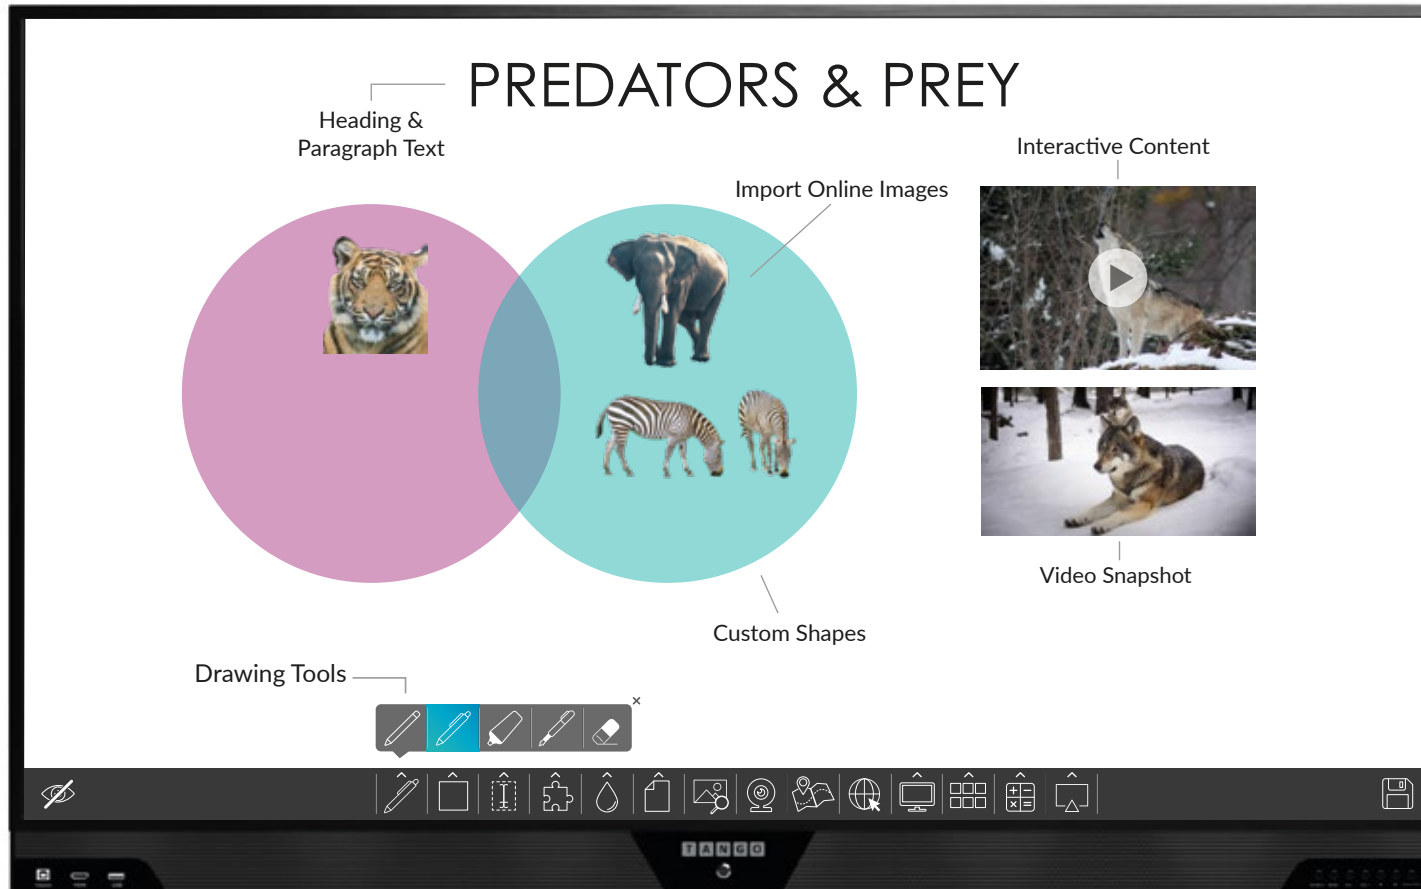 PREDATORS & PREY
Heading &
Paragraph Text
Interactive Content
Import Online Images
Video Snapshot
Custom Shapes
Drawing Tools
TANGO